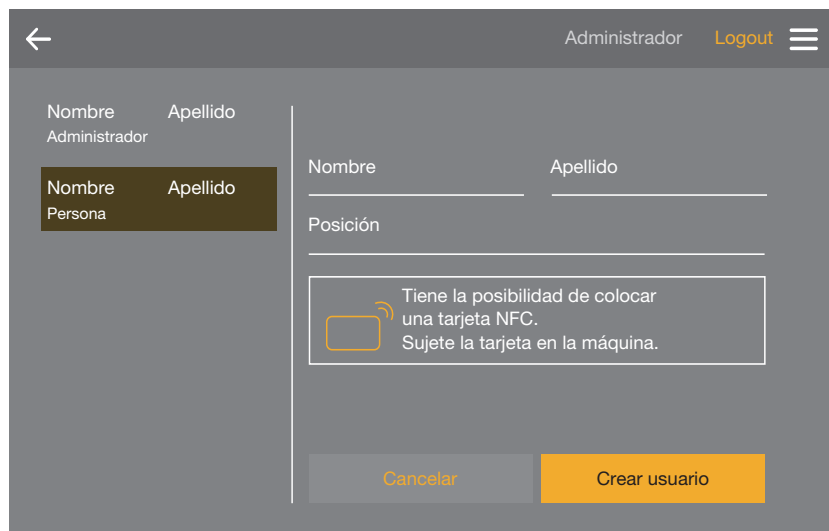 Administrador Logout
Nombre Apellido
Administrador
Nombre Apellido
Persona
Nombre Apellido
Posición
Tiene la posibilidad de colocar
una tarjeta NFC.
Sujete la tarjeta en la máquina.
Cancelar Crear usuario